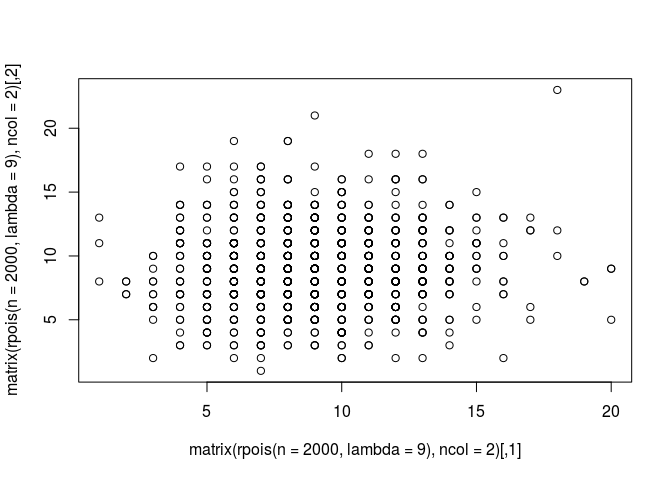 matrix(rpois(n = 2000, lambda = 9), ncol = 2)[,2]
20
15
10
5
5 10 15 20
matrix(rpois(n = 2000, lambda = 9), ncol = 2)[,1]